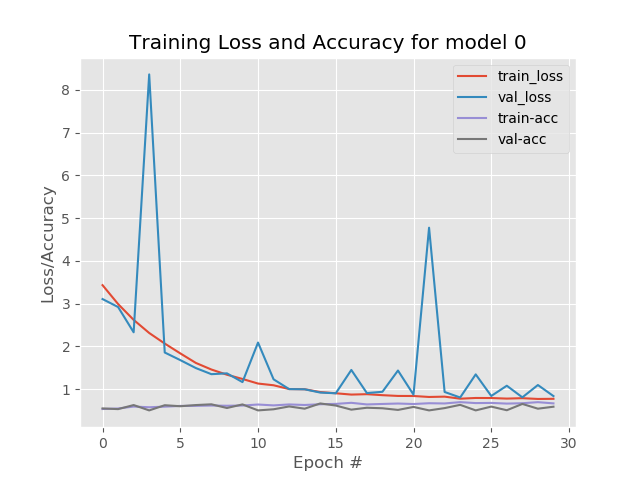 Training Loss and Accuracy for model 0
train_loss
val_loss
train-acc
val-acc
8
7
6
5
4
3
2
1
Loss/Accuracy
0 5 10 15 20 25 30
Epoch #